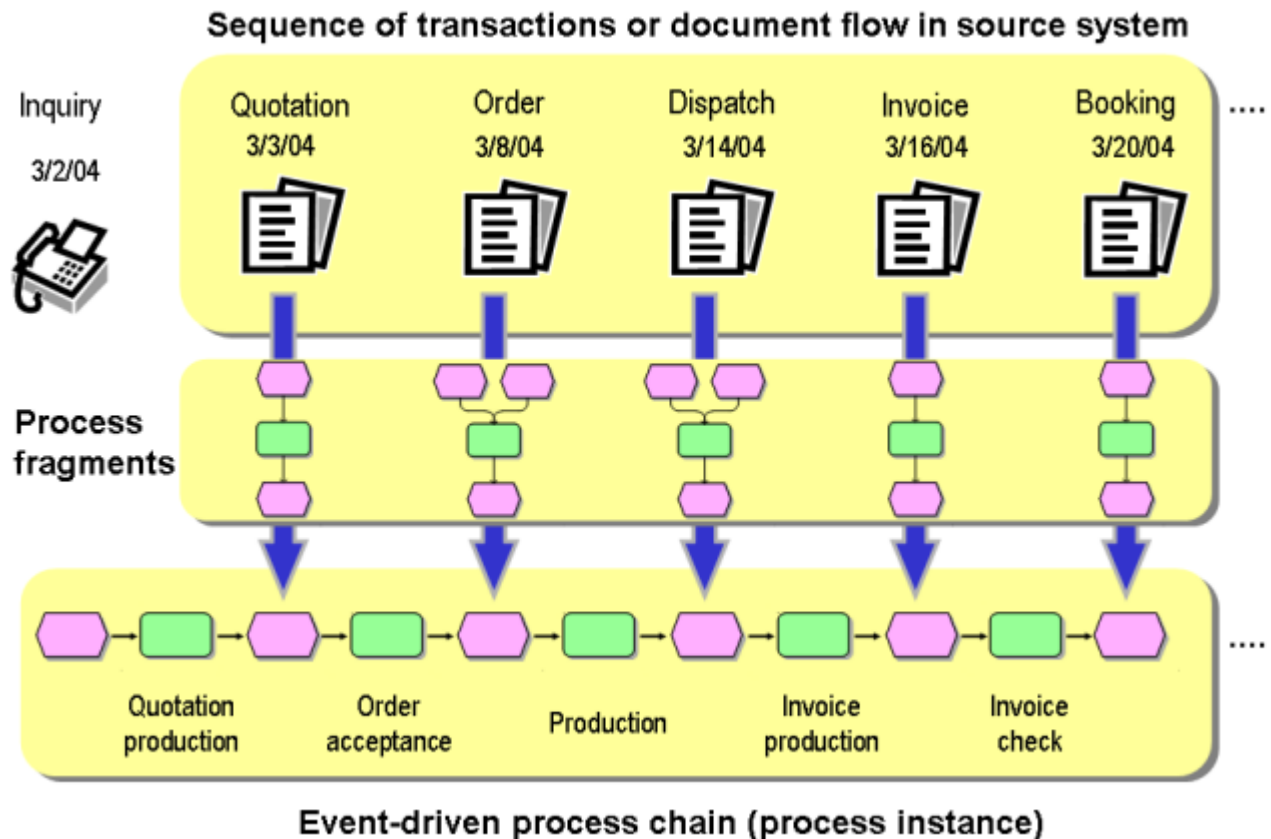 Sequence of transactions or document flow in source system
Inquiry
3/2/04
Quotation
3/3/04
Order
3/8/04
Dispatch
3/14/04
Invoice
3/16/04
Booking
3/20/04
....
Process
fragments
....
Quotation
production
Order
acceptance
Production
Invoice
production
Invoice
check
Event-driven process chain (process instance)